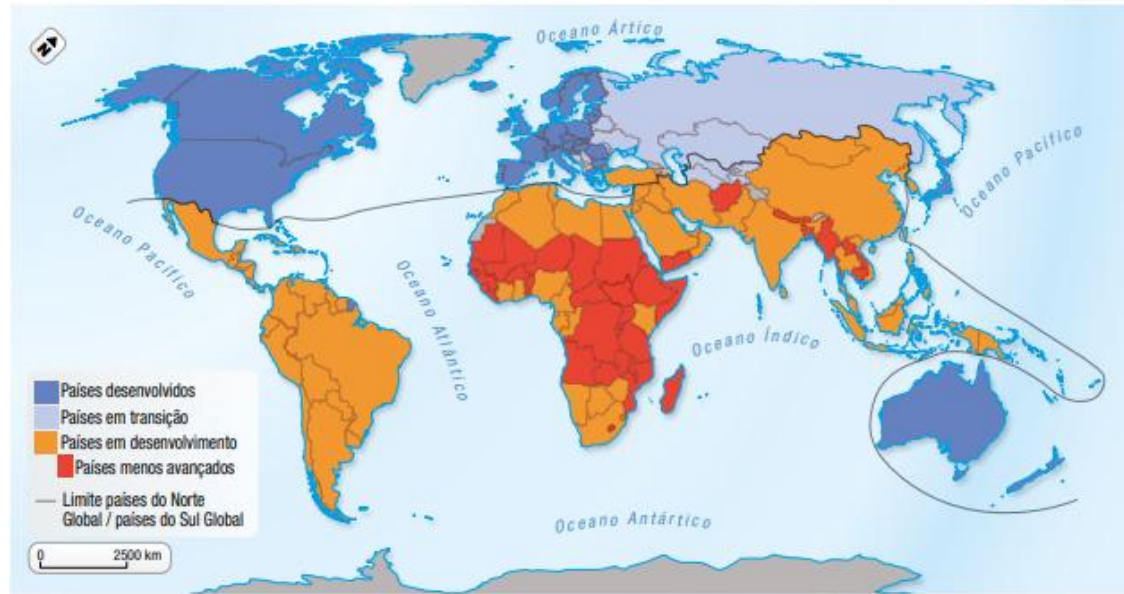 N
Oceano Ártico
Oceano Pacífico
Oceano Pacífico
Oceano Atlántico
Oceano Índico
Países desenvolvidos
Países em transição
Países em desenvolvimento
Países menos avançados
Limite países do Norte
Global / países do Sul Global
0 2500 km
Oceano Antártico